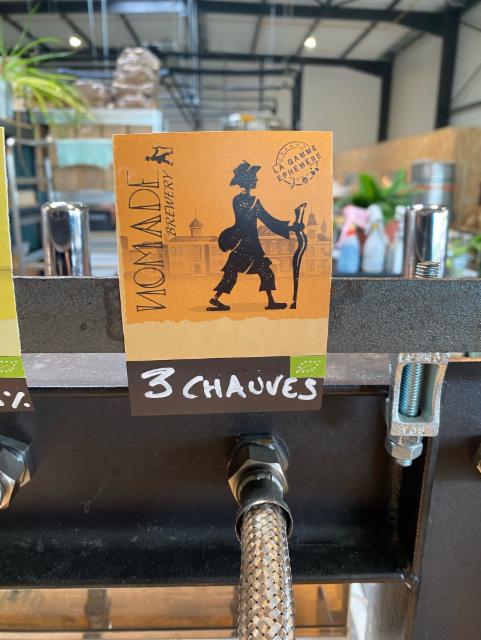 NOMADE
BREWERY
LA GAMME
ÉPHÉMÈRE
3 CHAUVES
%